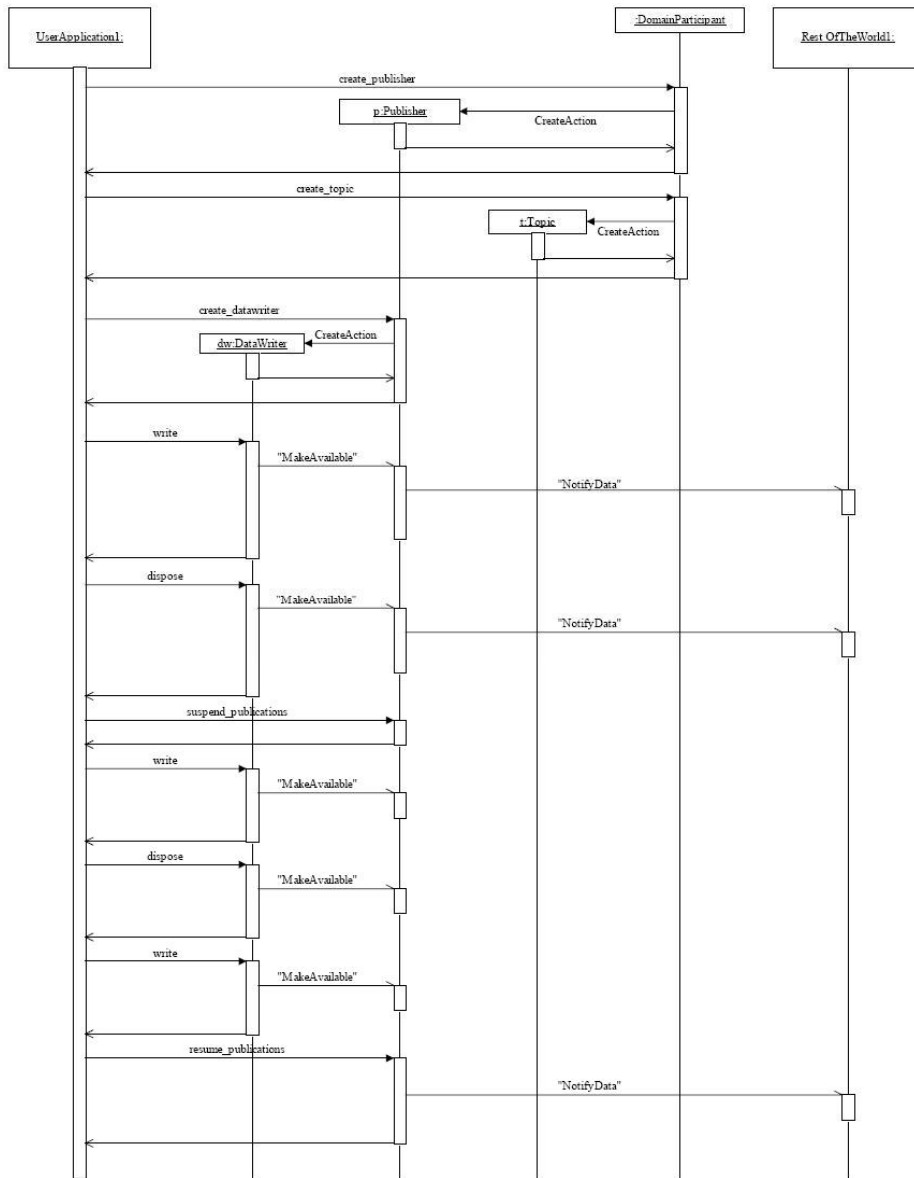 :DomainParticipant
UserApplication1:
Rest OfTheWorld1:
create_publisher
p:Publisher
CreateAction
create_topic
t:Topic
CreateAction
create_datawriter
CreateAction
dw:DataWriter
write
"MakeAvailable"
"NotifyData"
dispose
"MakeAvailable"
"NotifyData"
suspend_publications
write
"MakeAvailable"
dispose
"MakeAvailable"
write
"MakeAvailable"
resume_publications
"NotifyData"